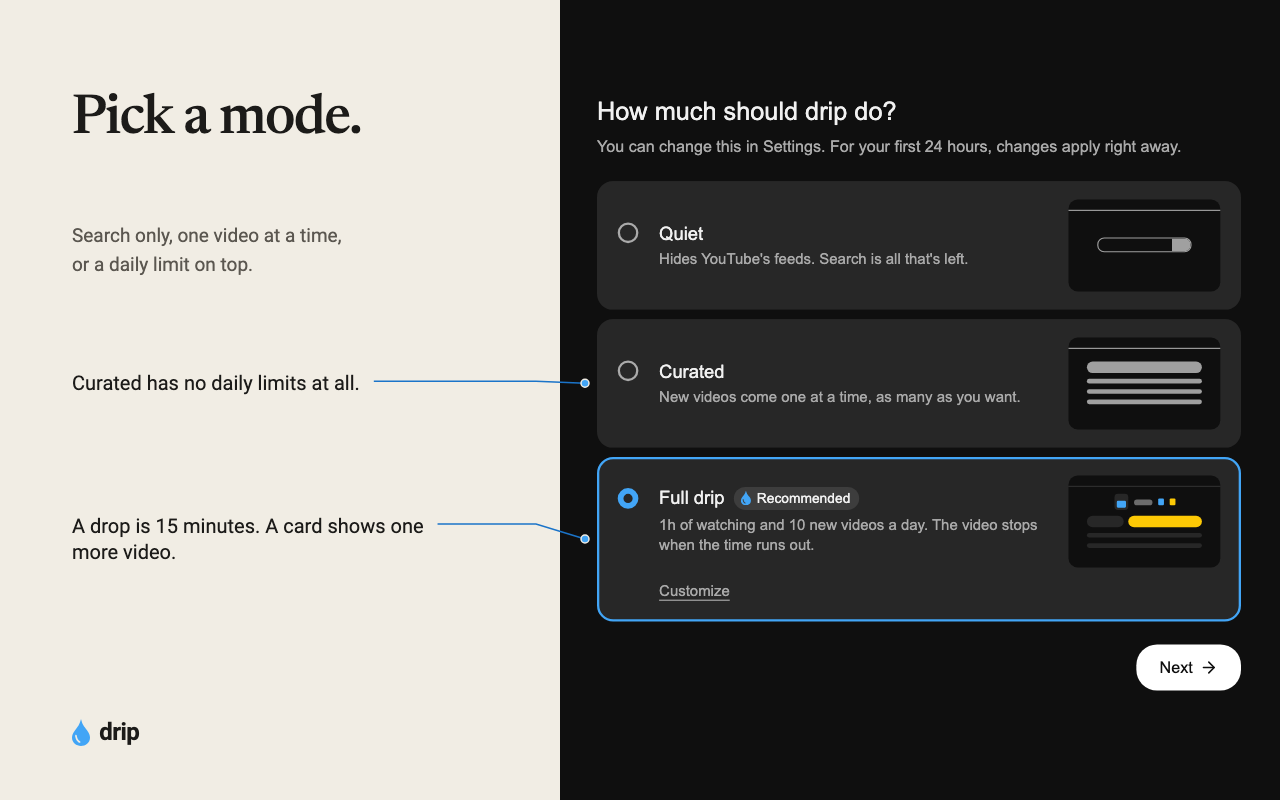 Pick a mode.
Search only, one video at a time,
or a daily limit on top.
Curated has no daily limits at all.
A drop is 15 minutes. A card shows one
more video.
drip
How much should drip do?
You can change this in Settings. For your first 24 hours, changes apply right away.
Quiet
Hides YouTube's feeds. Search is all that's left.
Curated
New videos come one at a time, as many as you want.
Full drip Recommended
1h of watching and 10 new videos a day. The video stops
when the time runs out.
Customize
Next →